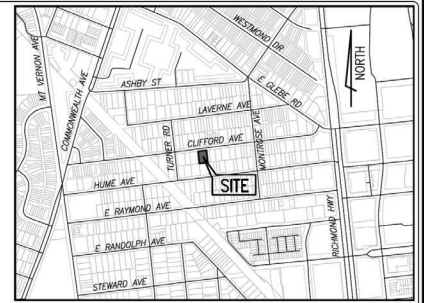 WESTMOND DR
MT VERNON AVE
COMMONWEALTH AVE
ASHBY ST
E GLEBE RD
NORTH
LAVERNE AVE
TURNER RD
CLIFFORD AVE
MONTROSE AVE
HUME AVE
SITE
E RAYMOND AVE
RICHMOND HWY
E RANDOLPH AVE
STEWARD AVE